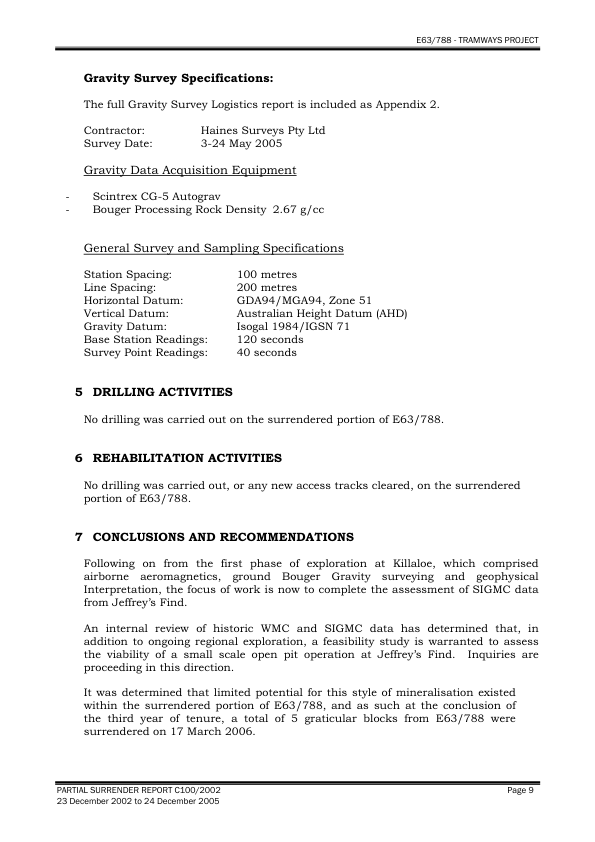 E63/788 - TRAMWAYS PROJECT
Gravity Survey Specifications:
The full Gravity Survey Logistics report is included as Appendix 2.
Contractor: Haines Surveys Pty Ltd
Survey Date: 3-24 May 2005
Gravity Data Acquisition Equipment
- Scintrex CG-5 Autograv
- Bouger Processing Rock Density 2.67 g/cc
General Survey and Sampling Specifications
Station Spacing: 100 metres
Line Spacing: 200 metres
Horizontal Datum: GDA94/MGA94, Zone 51
Vertical Datum: Australian Height Datum (AHD)
Gravity Datum: Isogal 1984/IGSN 71
Base Station Readings: 120 seconds
Survey Point Readings: 40 seconds
5 DRILLING ACTIVITIES
No drilling was carried out on the surrendered portion of E63/788.
6 REHABILITATION ACTIVITIES
No drilling was carried out, or any new access tracks cleared, on the surrendered
portion of E63/788.
7 CONCLUSIONS AND RECOMMENDATIONS
Following on from the first phase of exploration at Killaloe, which comprised
airborne aeromagnetics, ground Bouger Gravity surveying and geophysical
Interpretation, the focus of work is now to complete the assessment of SIGMC data
from Jeffrey's Find.
An internal review of historic WMC and SIGMC data has determined that, in
addition to ongoing regional exploration, a feasibility study is warranted to assess
the viability of a small scale open pit operation at Jeffrey's Find. Inquiries are
proceeding in this direction.
It was determined that limited potential for this style of mineralisation existed
within the surrendered portion of E63/788, and as such at the conclusion of
the third year of tenure, a total of 5 graticular blocks from E63/788 were
surrendered on 17 March 2006.
PARTIAL SURRENDER REPORT C100/2002 Page 9
23 December 2002 to 24 December 2005